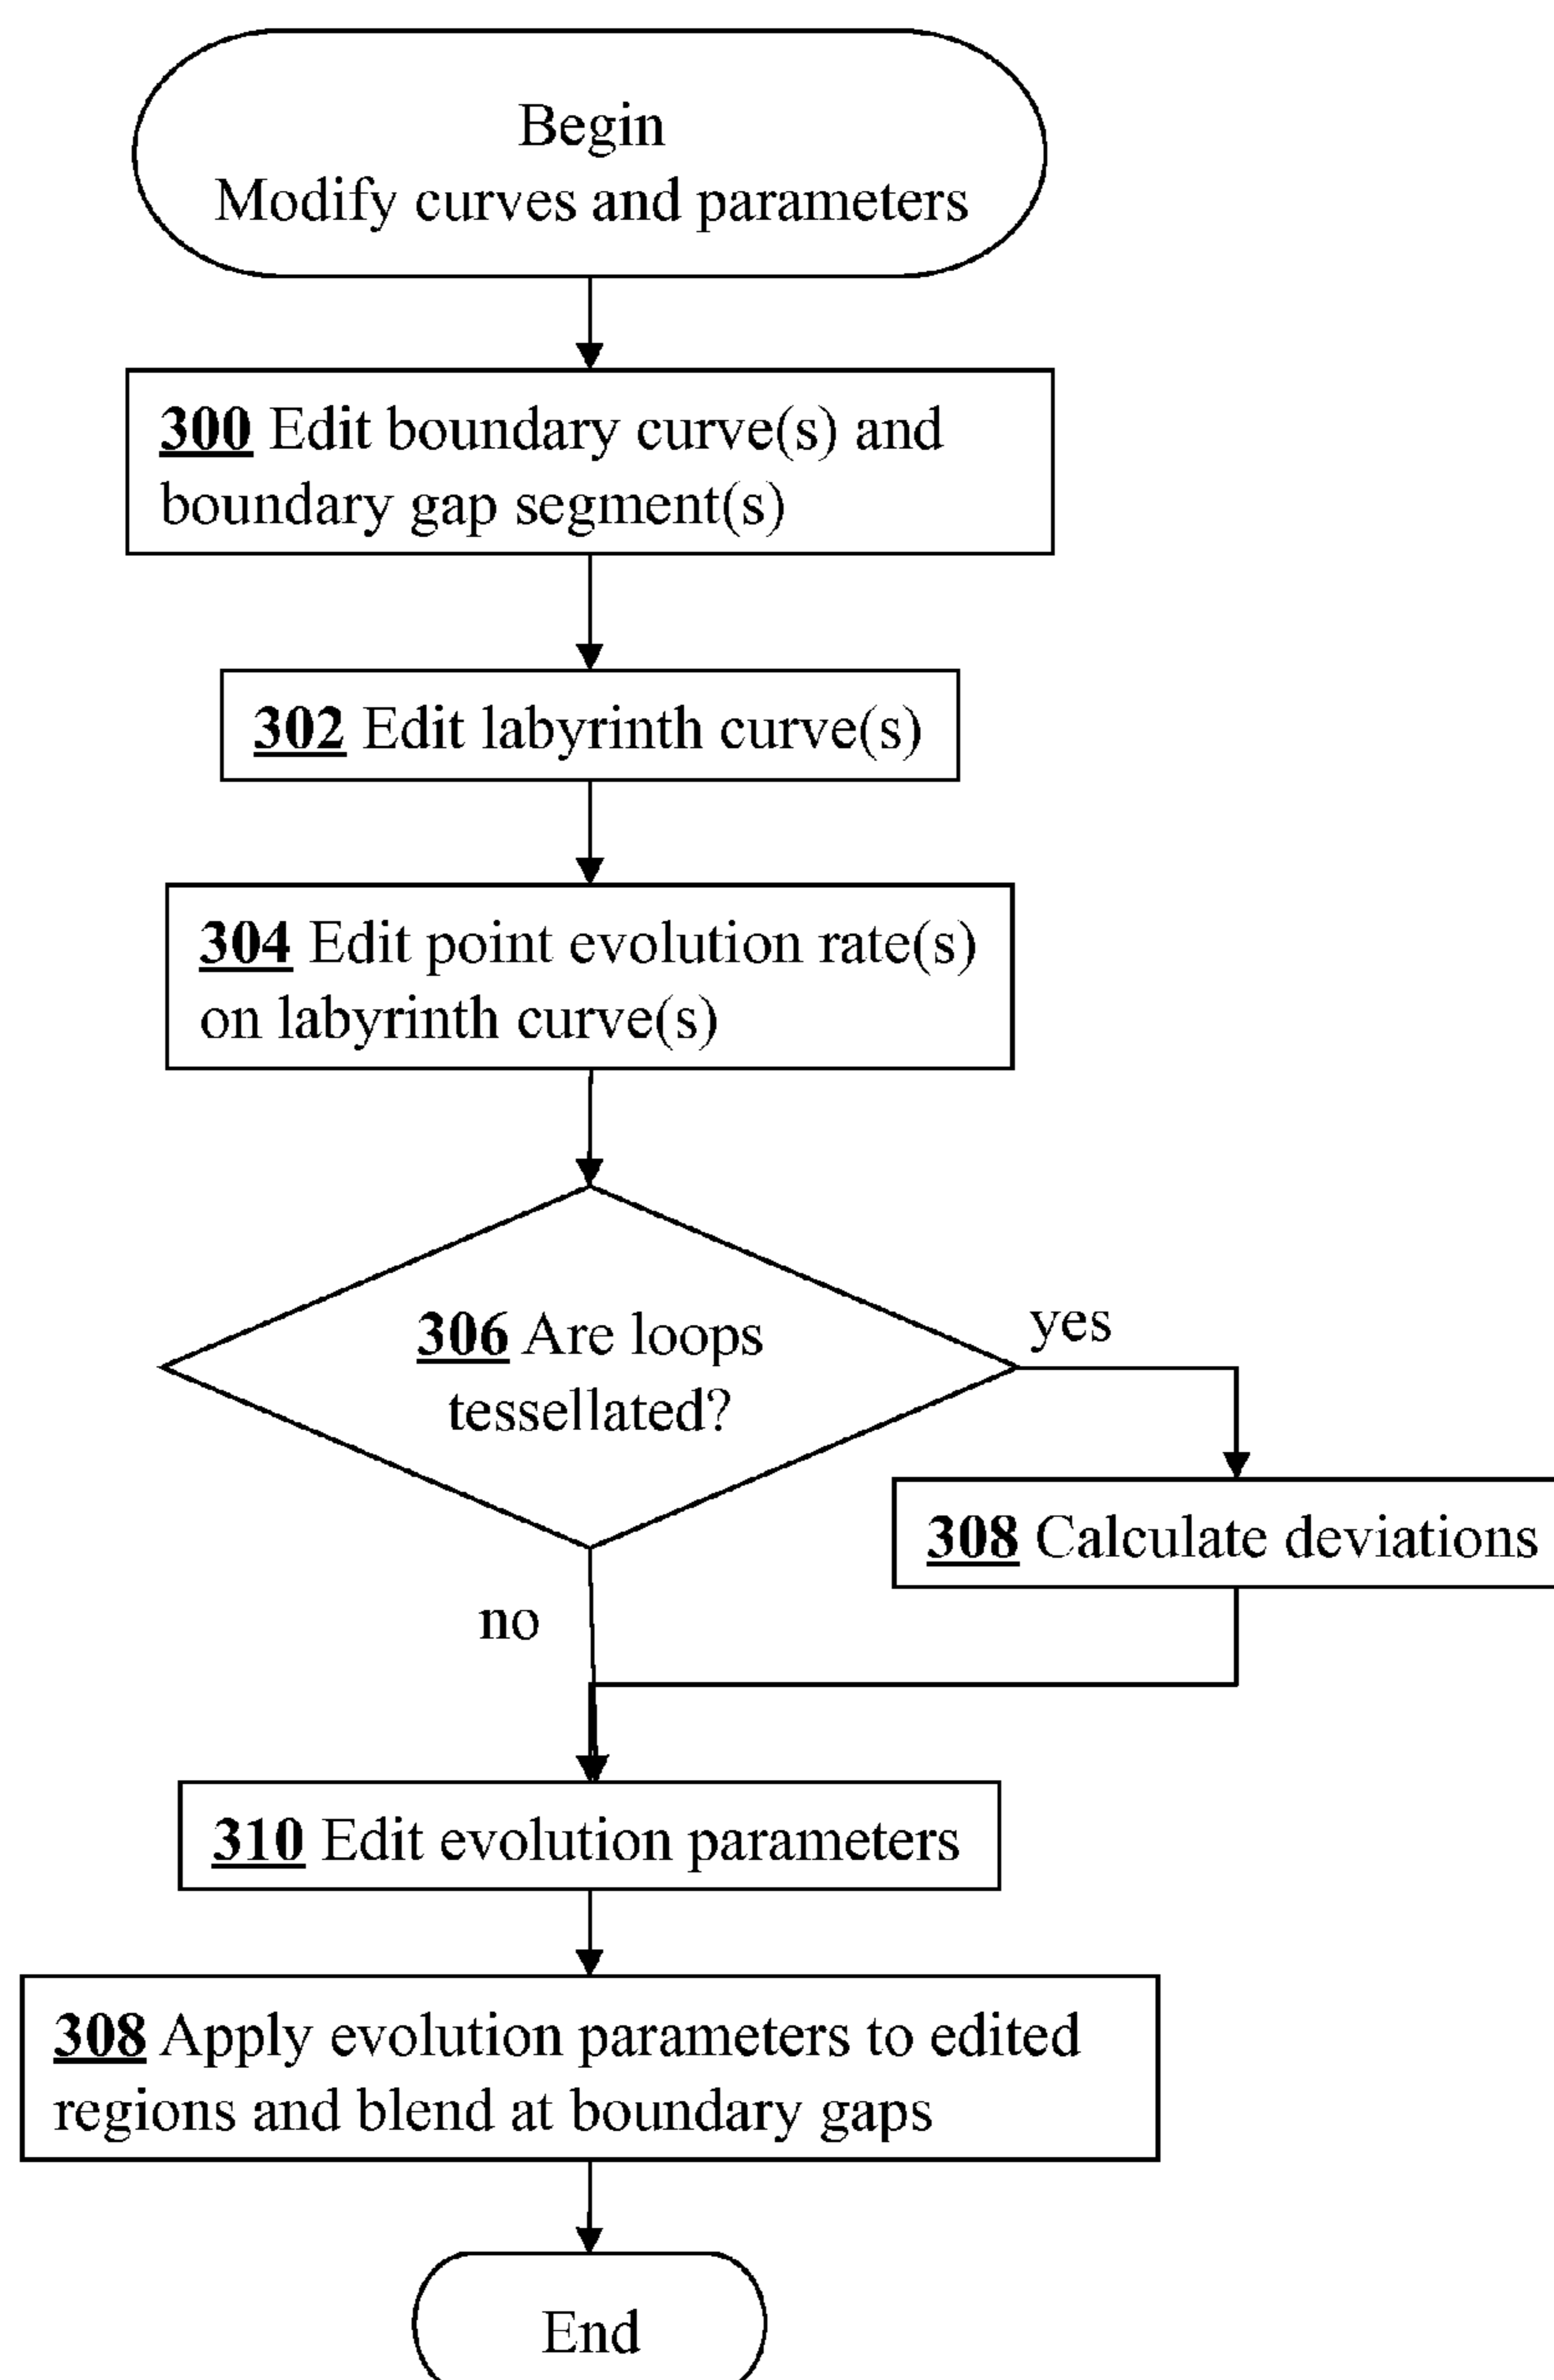 Begin
Modify curves and parameters
300 Edit boundary curve(s) and
boundary gap segment(s)
302 Edit labyrinth curve(s)
304 Edit point evolution rate(s)
on labyrinth curve(s)
306 Are loops
tessellated?
yes
308 Calculate deviations
no
310 Edit evolution parameters
308 Apply evolution parameters to edited
regions and blend at boundary gaps
End